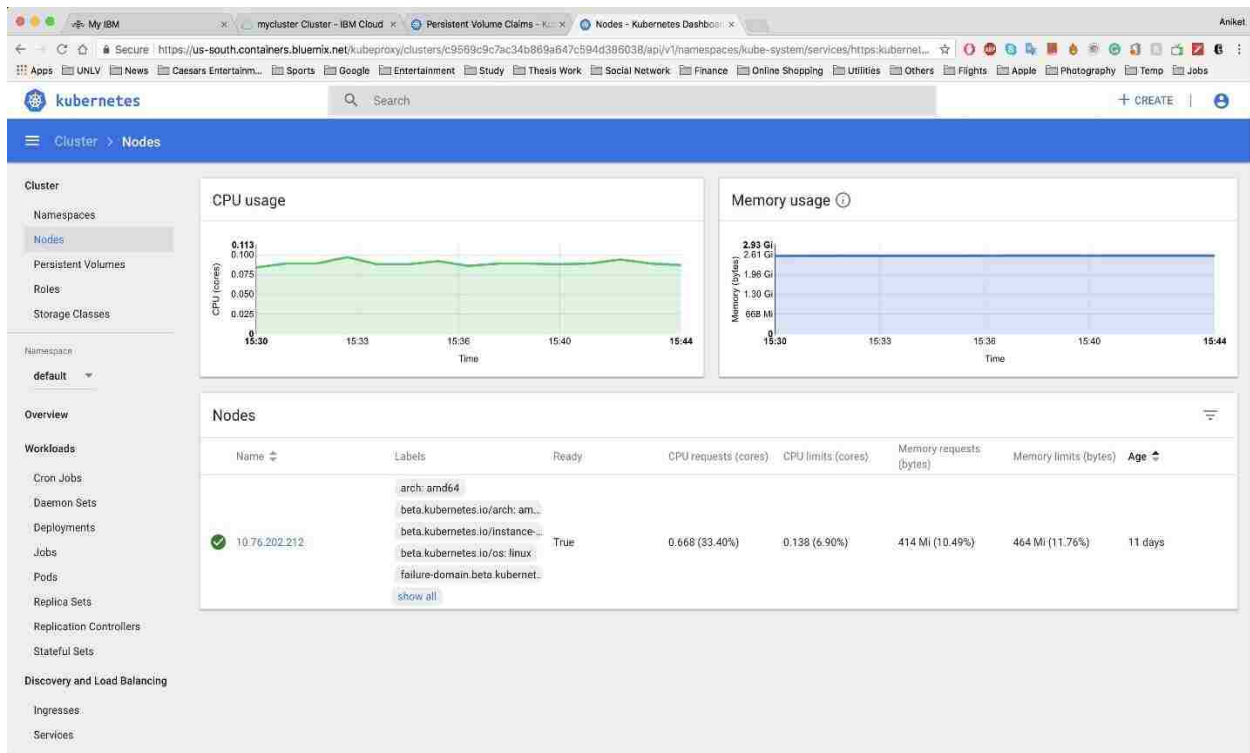 My IBM
mycluster Cluster - IBM Cloud
Persistent Volume Claims - K
Nodes - Kubernetes Dashboar
Aniket
Secure https://us-south.containers.bluemix.net/kubeproxy/clusters/c9569c9c7ac34b869a647c594d386038/api/v1/namespaces/kube-system/services/https:kubernet...
Apps UNLV News Caesars Entertainm... Sports Google Entertainment Study Thesis Work Social Network Finance Online Shopping Utilities Others Flights Apple Photography Temp Jobs
kubernetes
Search
+ CREATE
Cluster > Nodes
Cluster
Namespaces
Nodes
Persistent Volumes
Roles
Storage Classes
Namespace
default
Overview
Workloads
Cron Jobs
Daemon Sets
Deployments
Jobs
Pods
Replica Sets
Replication Controllers
Stateful Sets
Discovery and Load Balancing
Ingresses
Services
CPU usage
CPU (cores)
0.113
0.100
0.075
0.050
0.025
0
15:30 15:33 15:36 15:40 15:44
Time
Memory usage
Memory (bytes)
2.93 Gi
2.61 Gi
1.96 Gi
1.30 Gi
668 Mi
0
15:30 15:33 15:36 15:40 15:44
Time
Nodes
Name Labels Ready CPU requests (cores) CPU limits (cores) Memory requests (bytes) Memory limits (bytes) Age
arch: amd64
beta.kubernetes.io/arch: am...
beta.kubernetes.io/instance-...
10.76.202.212 True 0.668 (33.40%) 0.138 (6.90%) 414 Mi (10.49%) 464 Mi (11.76%) 11 days
beta.kubernetes.io/os: linux
failure-domain.beta.kubernet..
show all